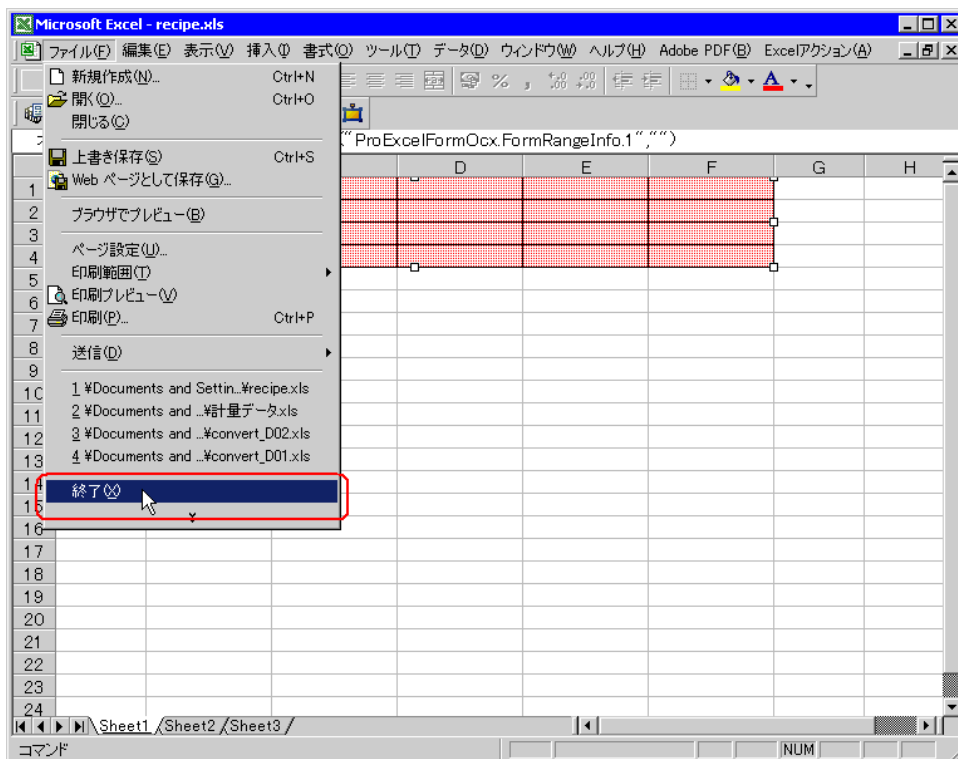 Microsoft Excel - recipe.xls
ファイル(F) 編集(E) 表示(V) 挿入(I) 書式(O) ツール(T) データ(D) ウィンドウ(W) ヘルプ(H) Adobe PDF(B) Excelアクション(A)
新規作成(N)... Ctrl+N
開く(O)... Ctrl+O
閉じる(C)
上書き保存(S) Ctrl+S
Web ページとして保存(G)...
ブラウザでプレビュー(B)
ページ設定(U)...
印刷範囲(T)
印刷プレビュー(V)
印刷(P)... Ctrl+P
送信(D)
1 ¥Documents and Settin...¥recipe.xls
2 ¥Documents and ...¥計量データ.xls
3 ¥Documents and ...¥convert_D02.xls
4 ¥Documents and ...¥convert_D01.xls
終了(X)
% ,
("ProExcelFormOcx.FormRangeInfo.1","")
D E F G H
1
2
3
4
5
6
7
8
9
10
11
12
13
14
15
16
17
18
19
20
21
22
23
24
Sheet1 Sheet2 Sheet3
コマンド NUM